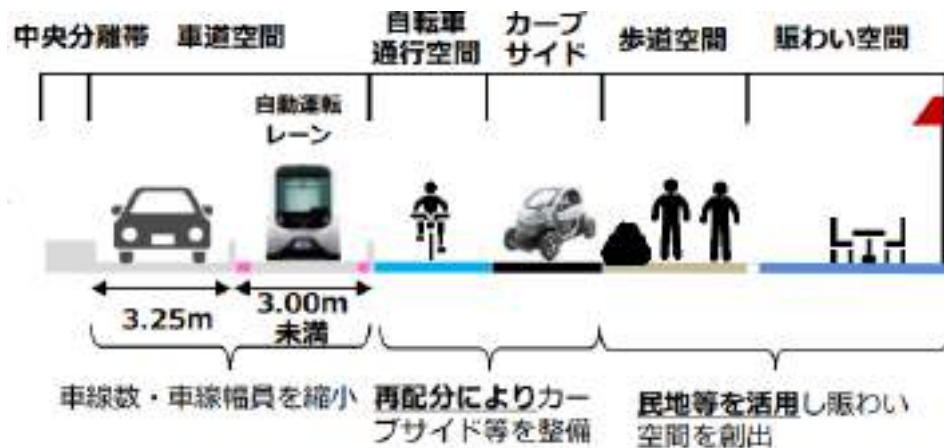 中央分離帯
車道空間
自転車
通行空間
カーブ
サイド
歩道空間
賑わい空間
自動運転
レーン
3.25m
3.00m
未満
車線数・車線幅員を縮小
再配分によりカー
ブサイド等を整備
民地等を活用し賑わい
空間を創出